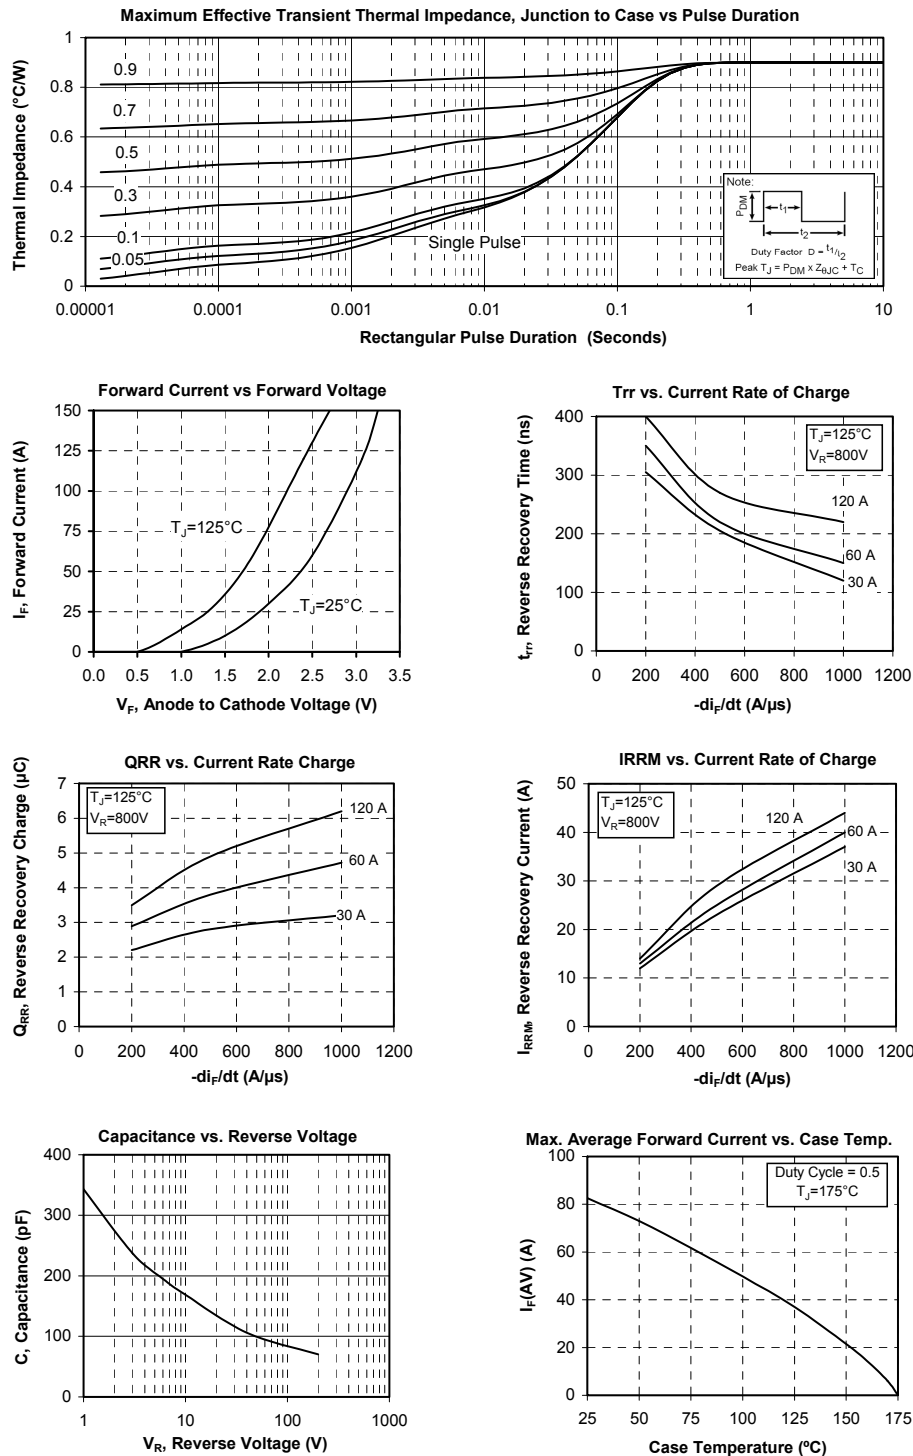 Maximum Effective Transient Thermal Impedance, Junction to Case vs Pulse Duration
Thermal Impedance (°C/W)
1
0.8
0.6
0.4
0.2
0
0.9
0.7
0.5
0.3
0.1
0.05
Single Pulse
Note:
PDM
t1
t2
Duty Factor D = t1/t2
Peak TJ = PDM x ZθJC + TC
0.00001 0.0001 0.001 0.01 0.1 1 10
Rectangular Pulse Duration (Seconds)
Forward Current vs Forward Voltage
IF, Forward Current (A)
150
125
100
75
50
25
0
TJ=125°C
TJ=25°C
0.0 0.5 1.0 1.5 2.0 2.5 3.0 3.5
VF, Anode to Cathode Voltage (V)
Trr vs. Current Rate of Charge
trr, Reverse Recovery Time (ns)
400
300
200
100
0
TJ=125°C
VR=800V
120 A
60 A
30 A
0 200 400 600 800 1000 1200
-diF/dt (A/µs)
QRR vs. Current Rate Charge
QRR, Reverse Recovery Charge (µC)
7
6
5
4
3
2
1
0
TJ=125°C
VR=800V
120 A
60 A
30 A
0 200 400 600 800 1000 1200
-diF/dt (A/µs)
IRRM vs. Current Rate of Charge
IRRM, Reverse Recovery Current (A)
50
40
30
20
10
0
TJ=125°C
VR=800V
120 A
60 A
30 A
0 200 400 600 800 1000 1200
-diF/dt (A/µs)
Capacitance vs. Reverse Voltage
C, Capacitance (pF)
400
300
200
100
0
1 10 100 1000
VR, Reverse Voltage (V)
Max. Average Forward Current vs. Case Temp.
IF(AV) (A)
100
80
60
40
20
0
Duty Cycle = 0.5
TJ=175°C
25 50 75 100 125 150 175
Case Temperature (ºC)